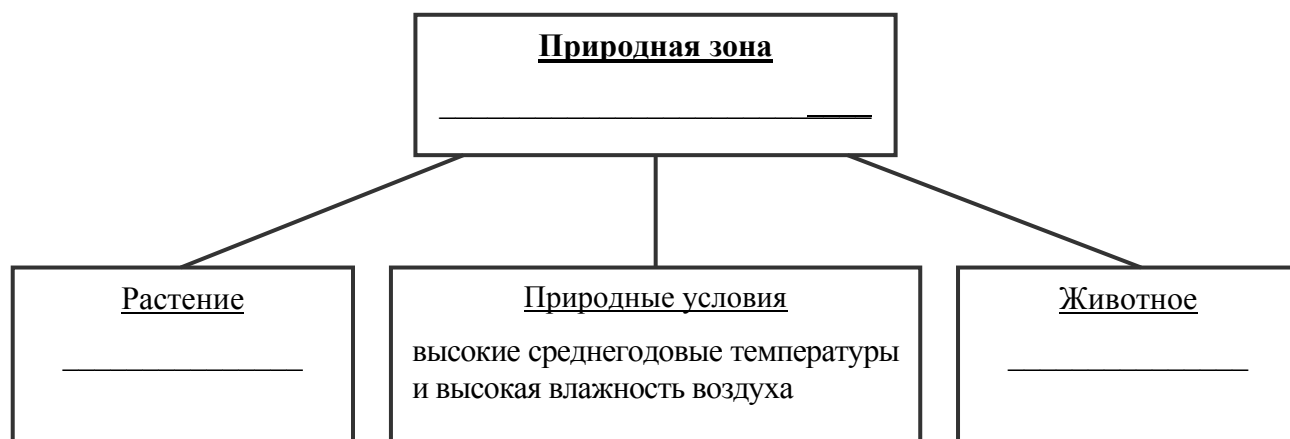 Природная зона
Растение
Природные условия
высокие среднегодовые температуры
и высокая влажность воздуха
Животное